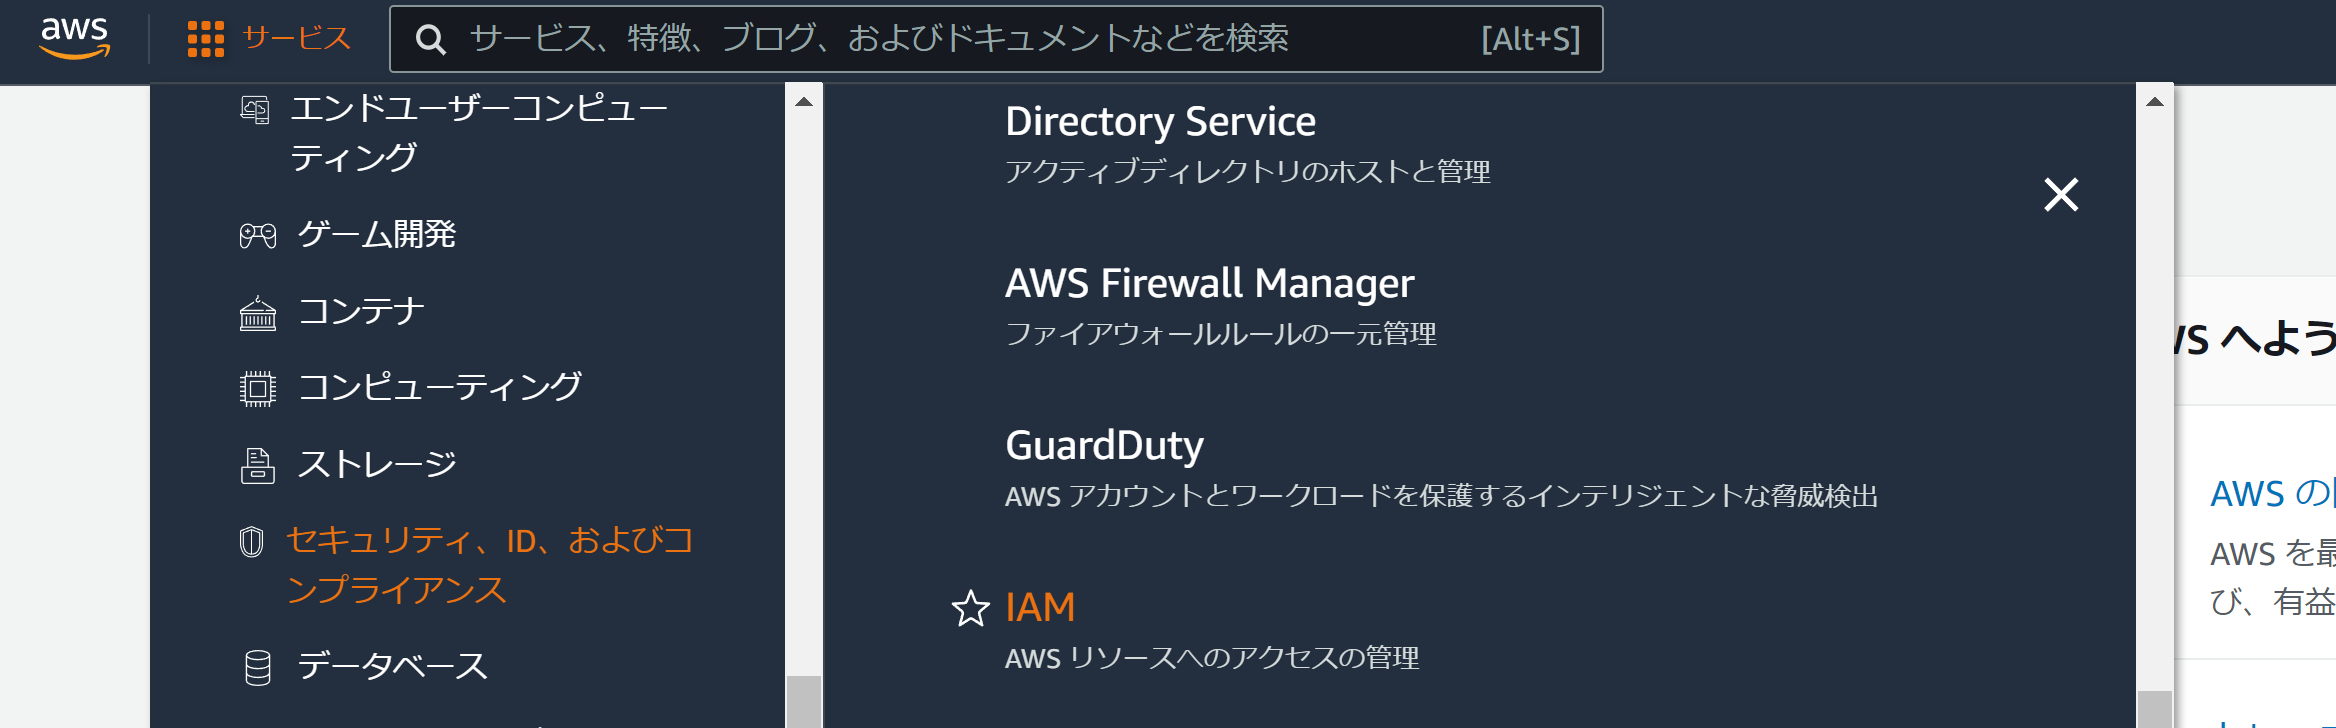 aws
サービス
サービス、特徴、ブログ、およびドキュメントなどを検索
[Alt+S]
エンドユーザーコンピュー
ティング
ゲーム開発
コンテナ
コンピューティング
ストレージ
セキュリティ、ID、およびコ
ンプライアンス
データベース
Directory Service
アクティブディレクトリのホストと管理
AWS Firewall Manager
ファイアウォールルールの一元管理
GuardDuty
AWS アカウントとワークロードを保護するインテリジェントな脅威検出
IAM
AWS リソースへのアクセスの管理
WS へよう
AWS の
AWS を最
び、有益